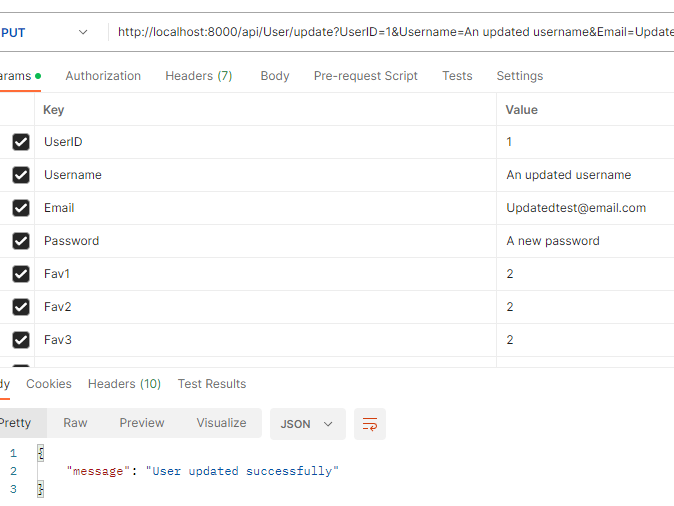 PUT http://localhost:8000/api/User/update?UserID=1&Username=An updated username&Email=Update
arams Authorization Headers (7) Body Pre-request Script Tests Settings
Key Value
UserID 1
Username An updated username
Email Updatedtest@email.com
Password A new password
Fav1 2
Fav2 2
Fav3 2
dy Cookies Headers (10) Test Results
Pretty Raw Preview Visualize JSON
1 {
2 "message": "User updated successfully"
3 }